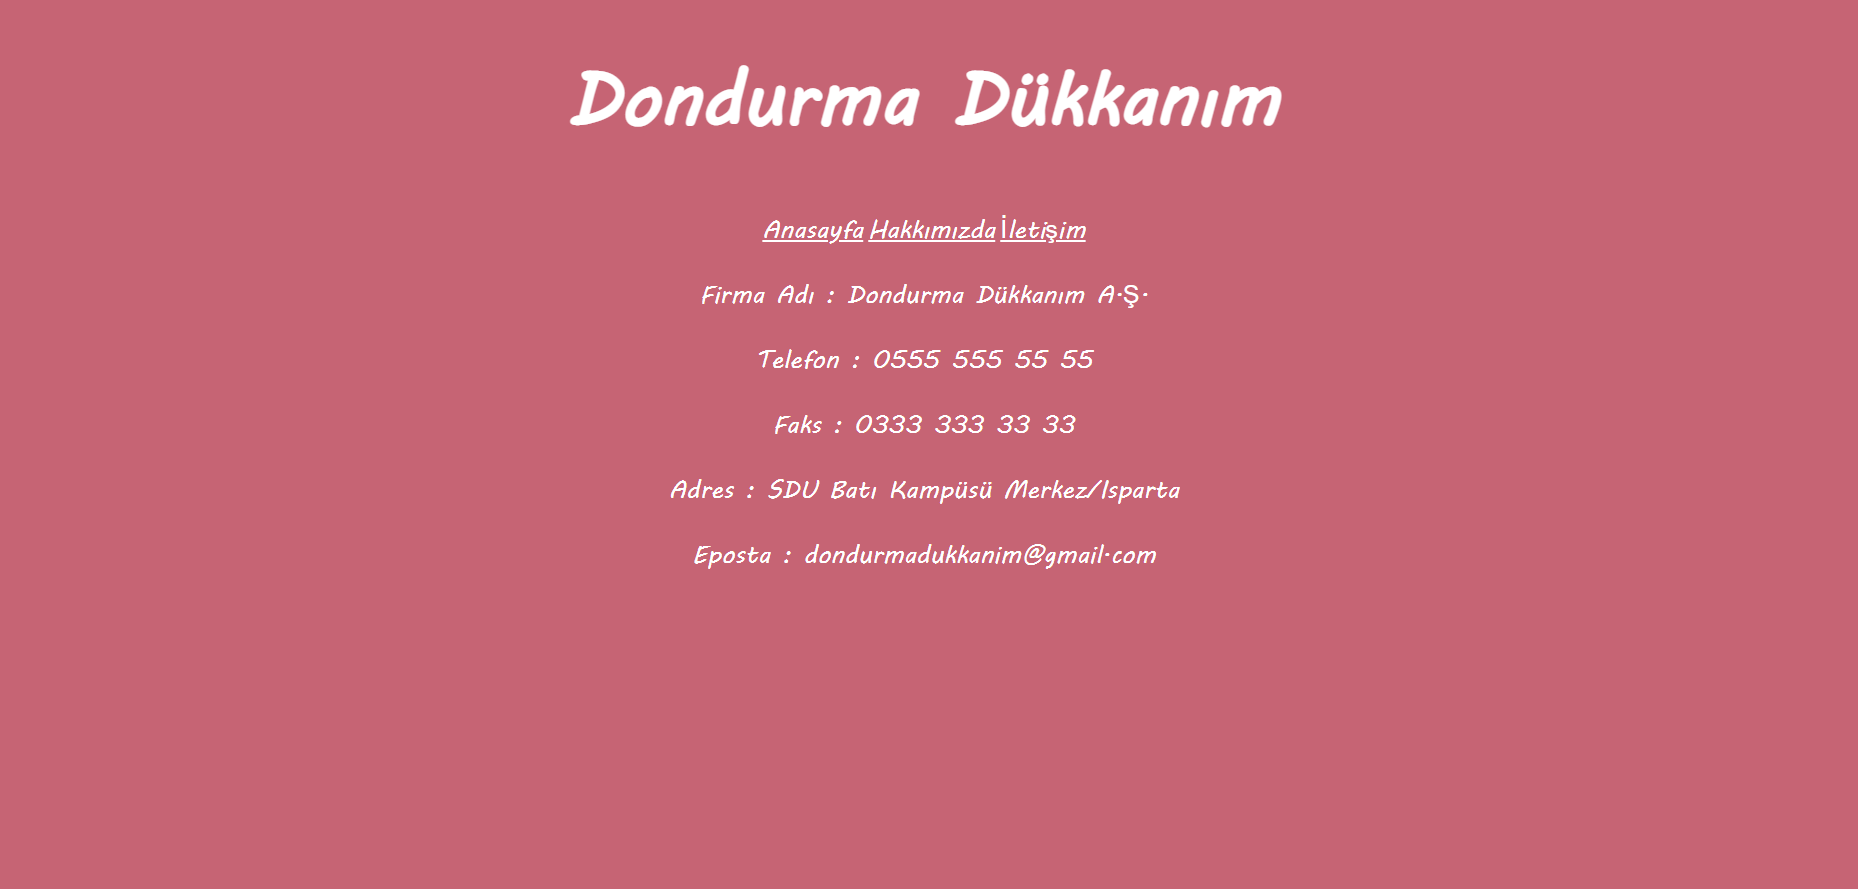 Dondurma Dükkanım
Anasayfa Hakkımızda İletişim
Firma Adı : Dondurma Dükkanım A.Ş.
Telefon : 0555 555 55 55
Faks : 0333 333 33 33
Adres : SDU Batı Kampüsü Merkez/Isparta
Eposta : dondurmadukkanim@gmail.com